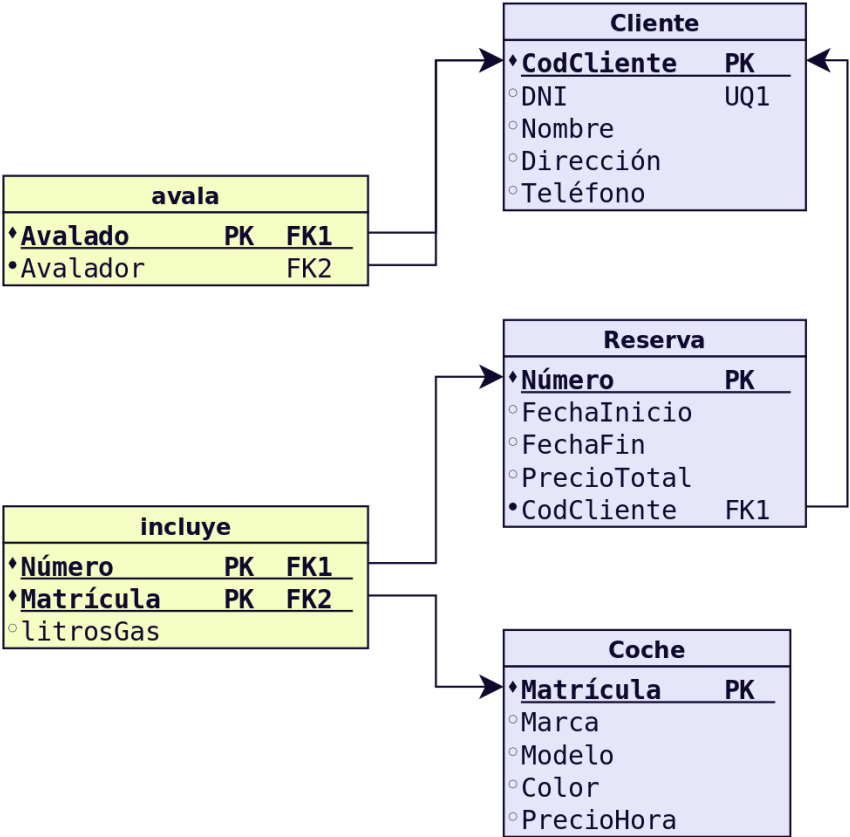 Cliente
CodCliente PK
DNI UQ1
Nombre
Dirección
Teléfono
avala
Avalado PK FK1
Avalador FK2
Reserva
Número PK
FechaInicio
FechaFin
PrecioTotal
CodCliente FK1
incluye
Número PK FK1
Matrícula PK FK2
litrosGas
Coche
Matrícula PK
Marca
Modelo
Color
PrecioHora